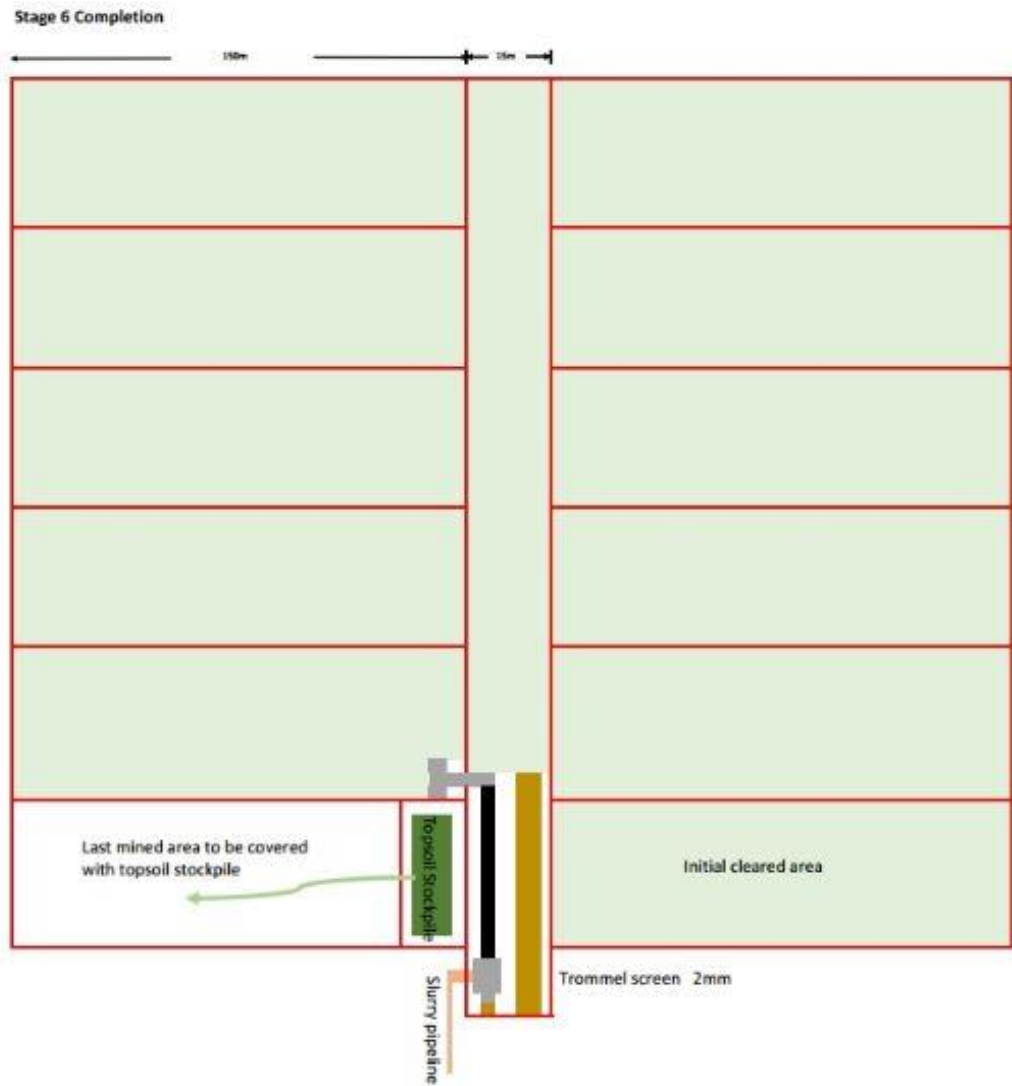 Stage 6 Completion
150m
15m
Last mined area to be covered
with topsoil stockpile
Topsoil Stockpile
Initial cleared area
Trommel screen 2mm
Slurry pipeline